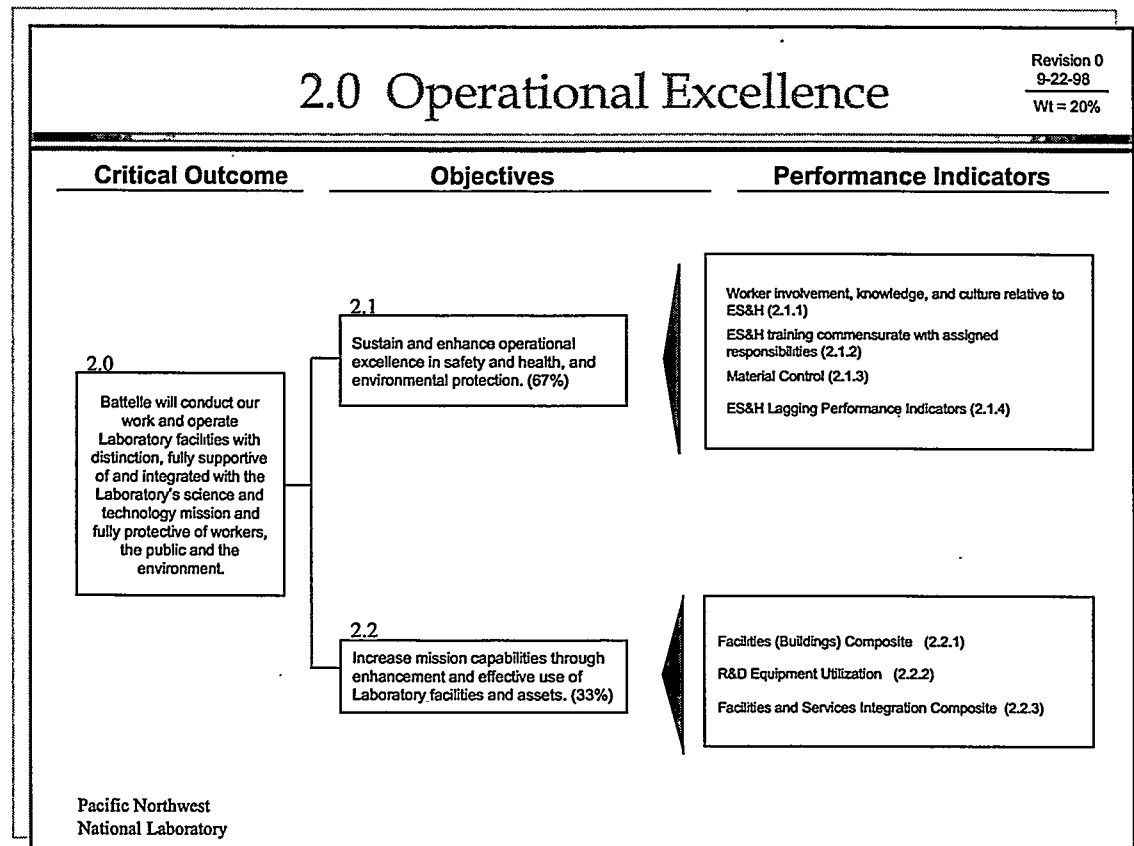 2.0 Operational Excellence
Revision 0
9-22-98
Wt = 20%
Critical Outcome
Objectives
Performance Indicators
2.0
Battelle will conduct our
work and operate
Laboratory facilities with
distinction, fully supportive
of and integrated with the
Laboratory's science and
technology mission and
fully protective of workers,
the public and the
environment.
2.1
Sustain and enhance operational
excellence in safety and health, and
environmental protection. (67%)
Worker involvement, knowledge, and culture relative to
ES&H (2.1.1)
ES&H training commensurate with assigned
responsibilities (2.1.2)
Material Control (2.1.3)
ES&H Lagging Performance Indicators (2.1.4)
2.2
Increase mission capabilities through
enhancement and effective use of
Laboratory facilities and assets. (33%)
Facilities (Buildings) Composite (2.2.1)
R&D Equipment Utilization (2.2.2)
Facilities and Services Integration Composite (2.2.3)
Pacific Northwest
National Laboratory